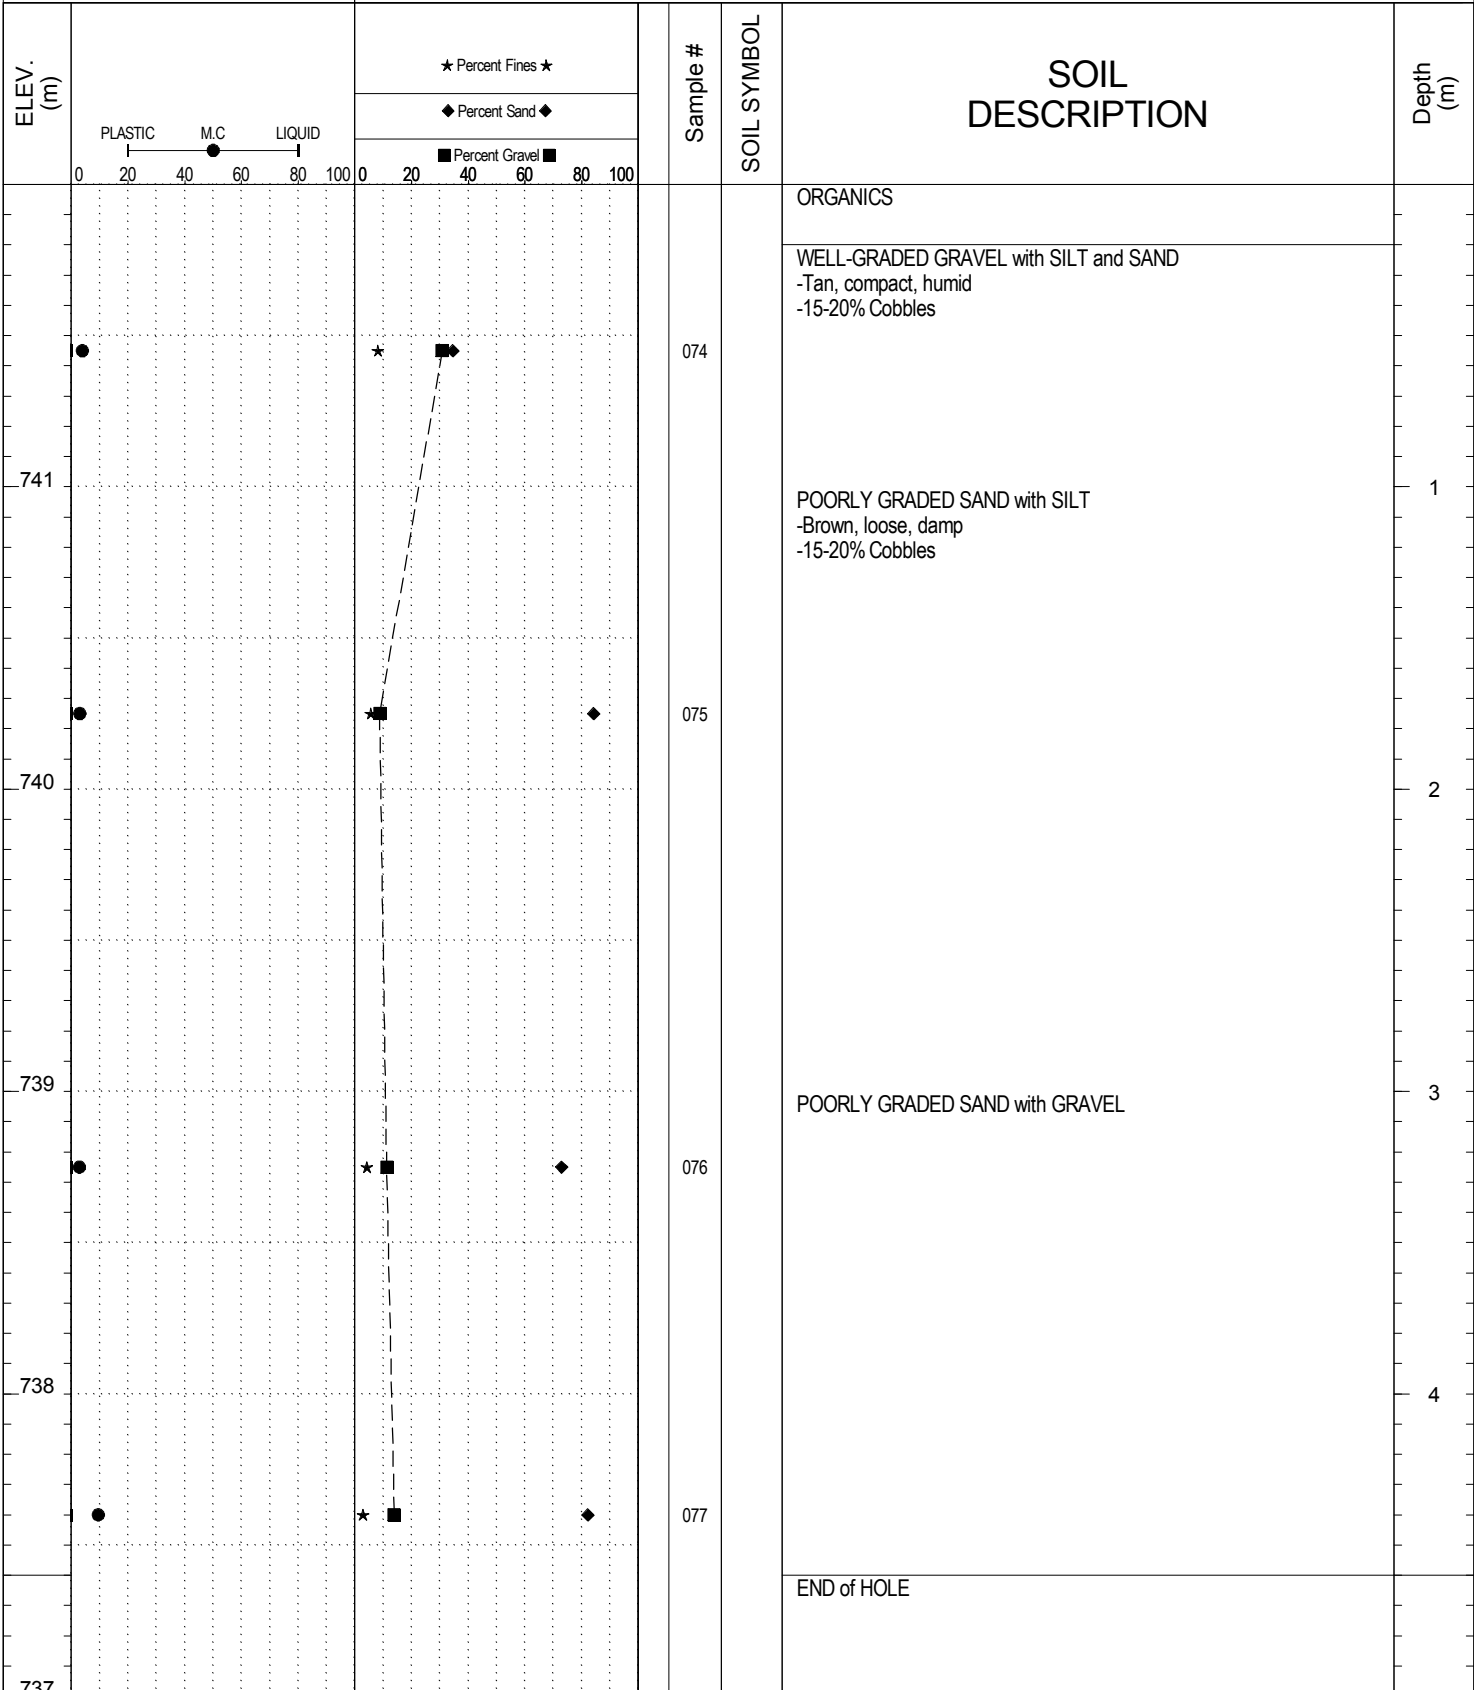 ELEV.
(m)
PLASTIC M.C LIQUID
0 20 40 60 80 100
★ Percent Fines ★
◆ Percent Sand ◆
■ Percent Gravel ■
0 20 40 60 80 100
Sample #
SOIL SYMBOL
SOIL
DESCRIPTION
Depth
(m)
ORGANICS
WELL-GRADED GRAVEL with SILT and SAND
-Tan, compact, humid
-15-20% Cobbles
074
741
1
POORLY GRADED SAND with SILT
-Brown, loose, damp
-15-20% Cobbles
075
740
2
739
3
POORLY GRADED SAND with GRAVEL
076
738
4
077
END of HOLE
737